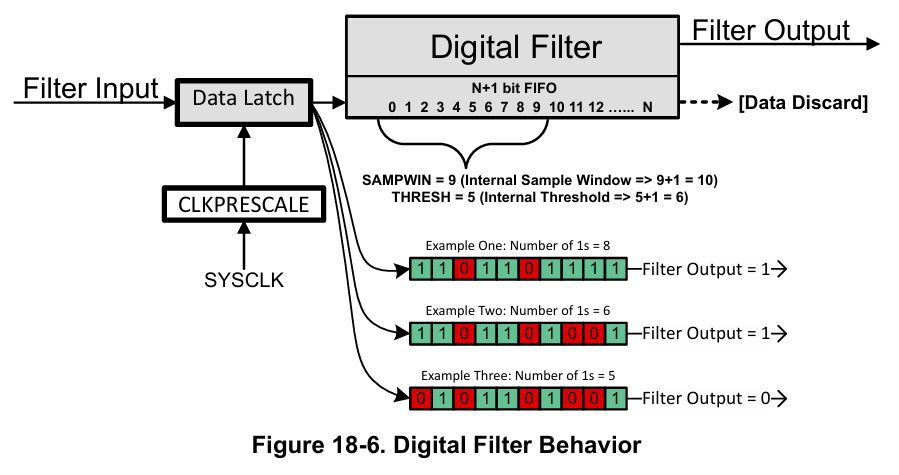 Filter Input
Data Latch
CLKPRESCALE
SYSCLK
Digital Filter
N+1 bit FIFO
0 1 2 3 4 5 6 7 8 9 10 11 12 ...... N
Filter Output
[Data Discard]
SAMPWIN = 9 (Internal Sample Window => 9+1 = 10)
THRESH = 5 (Internal Threshold => 5+1 = 6)
Example One: Number of 1s = 8
1 1 0 1 1 0 1 1 1 1
Filter Output = 1
Example Two: Number of 1s = 6
1 1 0 1 1 0 1 0 0 1
Filter Output = 1
Example Three: Number of 1s = 5
0 1 0 1 1 0 1 0 0 1
Filter Output = 0
Figure 18-6. Digital Filter Behavior